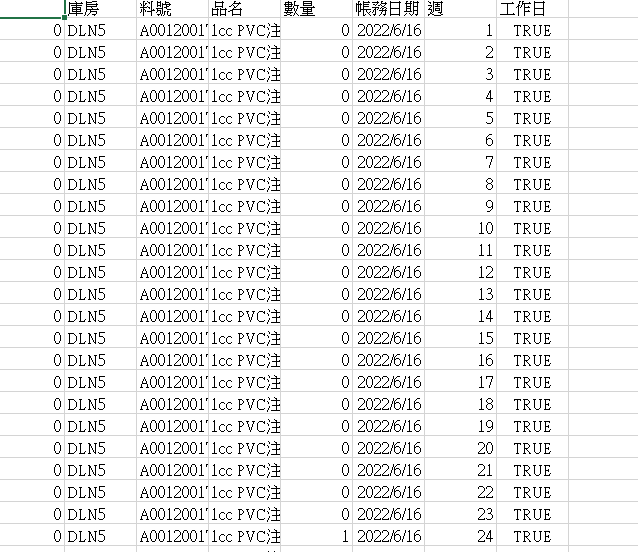 庫房 料號 品名 數量 帳務日期 週 工作日
0 DLN5 A0012001 1cc PVC注 0 2022/6/16 1 TRUE
0 DLN5 A0012001 1cc PVC注 0 2022/6/16 2 TRUE
0 DLN5 A0012001 1cc PVC注 0 2022/6/16 3 TRUE
0 DLN5 A0012001 1cc PVC注 0 2022/6/16 4 TRUE
0 DLN5 A0012001 1cc PVC注 0 2022/6/16 5 TRUE
0 DLN5 A0012001 1cc PVC注 0 2022/6/16 6 TRUE
0 DLN5 A0012001 1cc PVC注 0 2022/6/16 7 TRUE
0 DLN5 A0012001 1cc PVC注 0 2022/6/16 8 TRUE
0 DLN5 A0012001 1cc PVC注 0 2022/6/16 9 TRUE
0 DLN5 A0012001 1cc PVC注 0 2022/6/16 10 TRUE
0 DLN5 A0012001 1cc PVC注 0 2022/6/16 11 TRUE
0 DLN5 A0012001 1cc PVC注 0 2022/6/16 12 TRUE
0 DLN5 A0012001 1cc PVC注 0 2022/6/16 13 TRUE
0 DLN5 A0012001 1cc PVC注 0 2022/6/16 14 TRUE
0 DLN5 A0012001 1cc PVC注 0 2022/6/16 15 TRUE
0 DLN5 A0012001 1cc PVC注 0 2022/6/16 16 TRUE
0 DLN5 A0012001 1cc PVC注 0 2022/6/16 17 TRUE
0 DLN5 A0012001 1cc PVC注 0 2022/6/16 18 TRUE
0 DLN5 A0012001 1cc PVC注 0 2022/6/16 19 TRUE
0 DLN5 A0012001 1cc PVC注 0 2022/6/16 20 TRUE
0 DLN5 A0012001 1cc PVC注 0 2022/6/16 21 TRUE
0 DLN5 A0012001 1cc PVC注 0 2022/6/16 22 TRUE
0 DLN5 A0012001 1cc PVC注 0 2022/6/16 23 TRUE
0 DLN5 A0012001 1cc PVC注 1 2022/6/16 24 TRUE